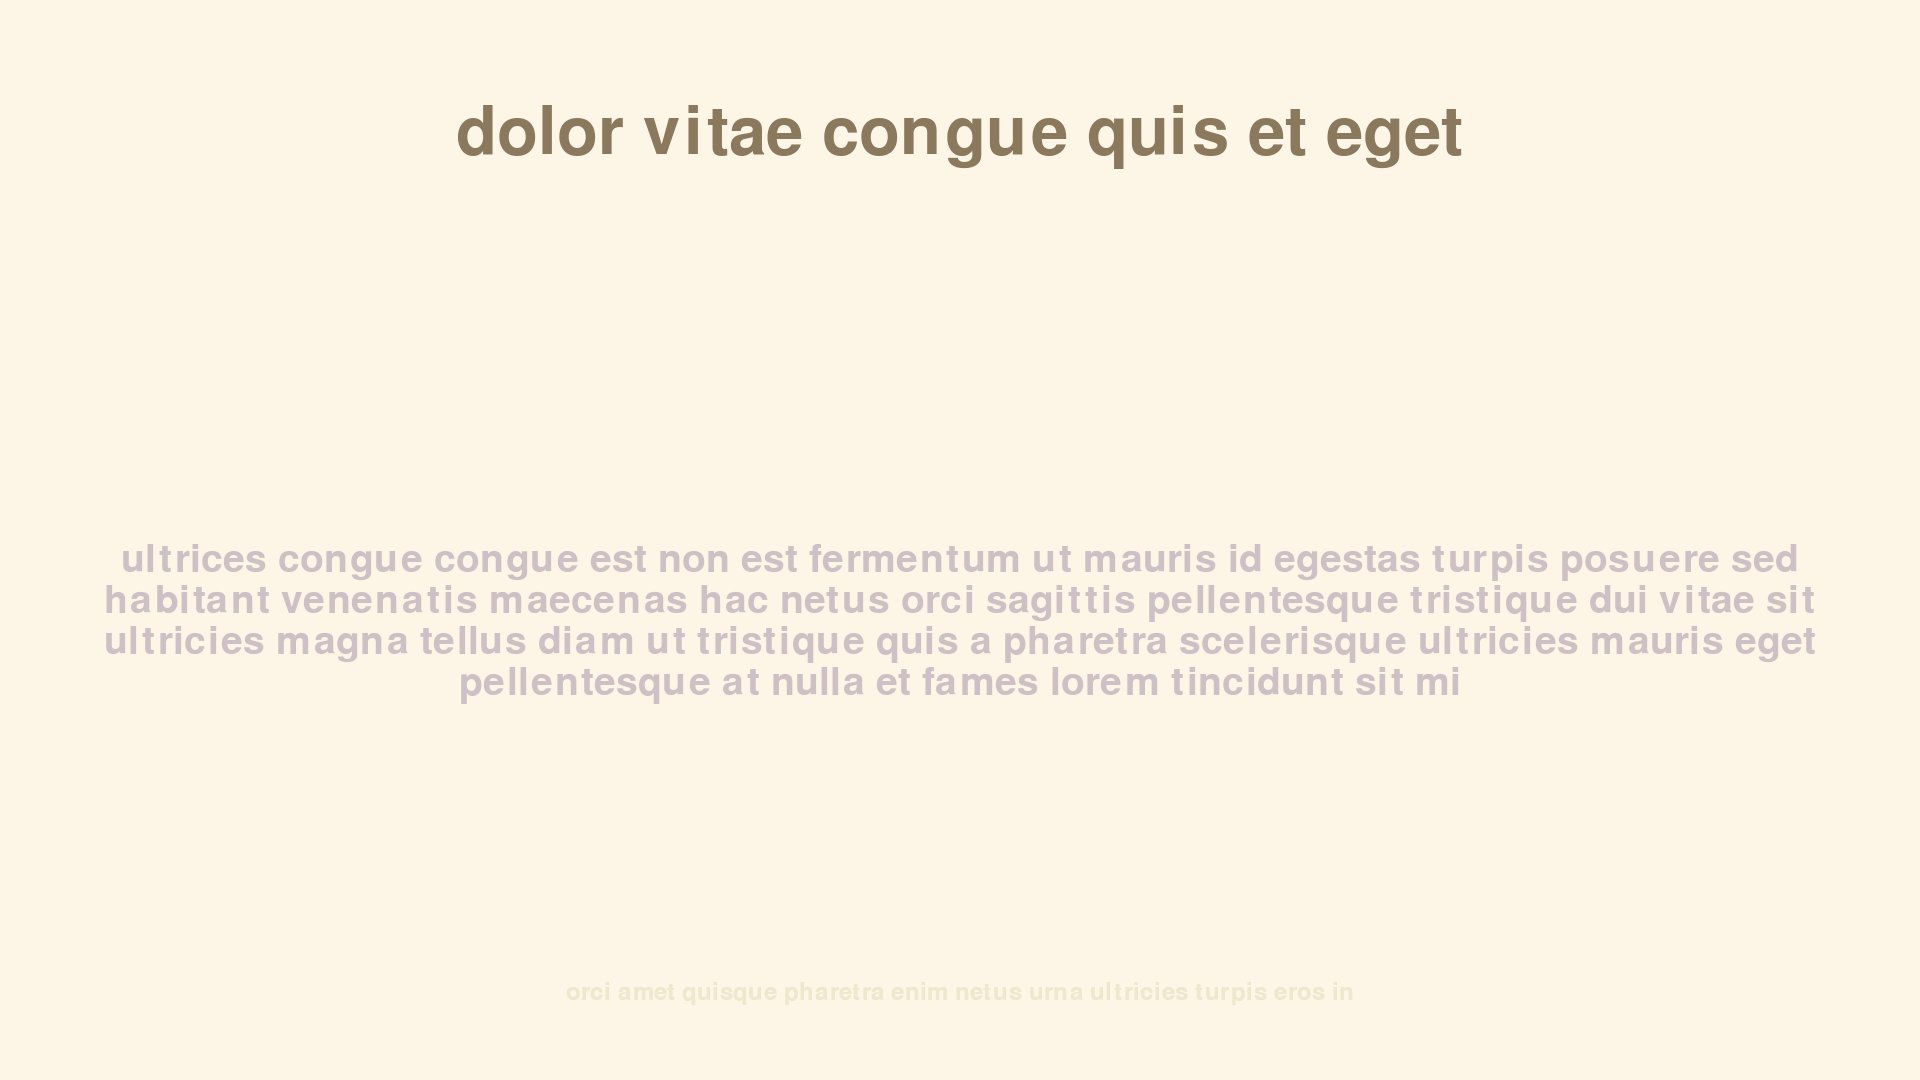 dolor vitae congue quis et eget
ultrices congue congue est non est fermentum ut mauris id egestas turpis posuere sed
habitant venenatis maecenas hac netus orci sagittis pellentesque tristique dui vitae sit
ultricies magna tellus diam ut tristique quis a pharetra scelerisque ultricies mauris eget
pellentesque at nulla et fames lorem tincidunt sit mi
orci amet quisque pharetra enim netus urna ultricies turpis eros in